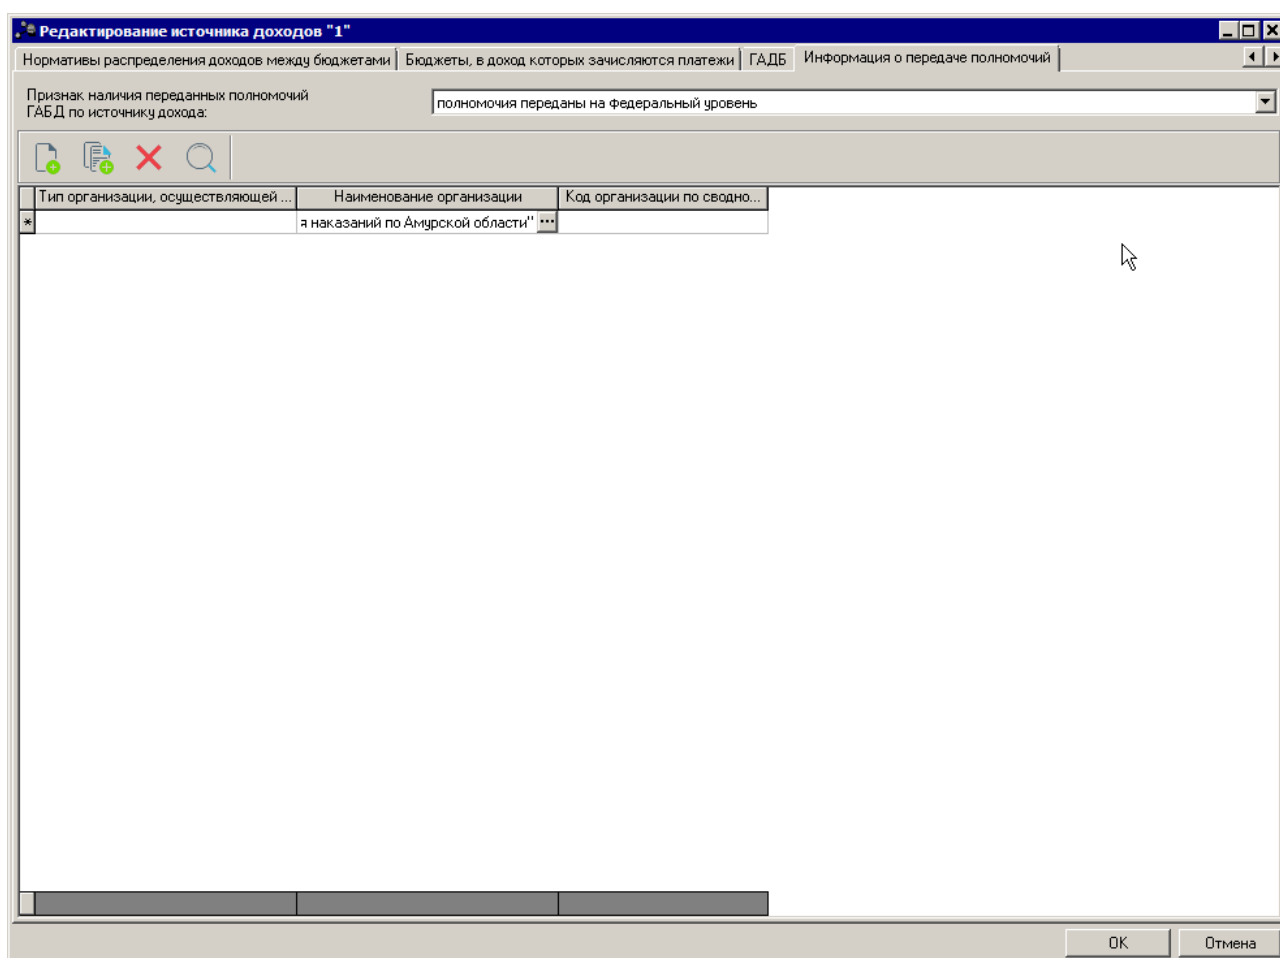 Редактирование источника доходов "1"
Нормативы распределения доходов между бюджетами Бюджеты, в доход которых зачисляются платежи ГАДБ Информация о передаче полномочий
Признак наличия переданных полномочий
ГАБД по источнику дохода:
полномочия переданы на Федеральный уровень
Тип организации, осуществляющей ... Наименование организации Код организации по сводно...
* я наказаний по Амурской области" ...
OK Отмена